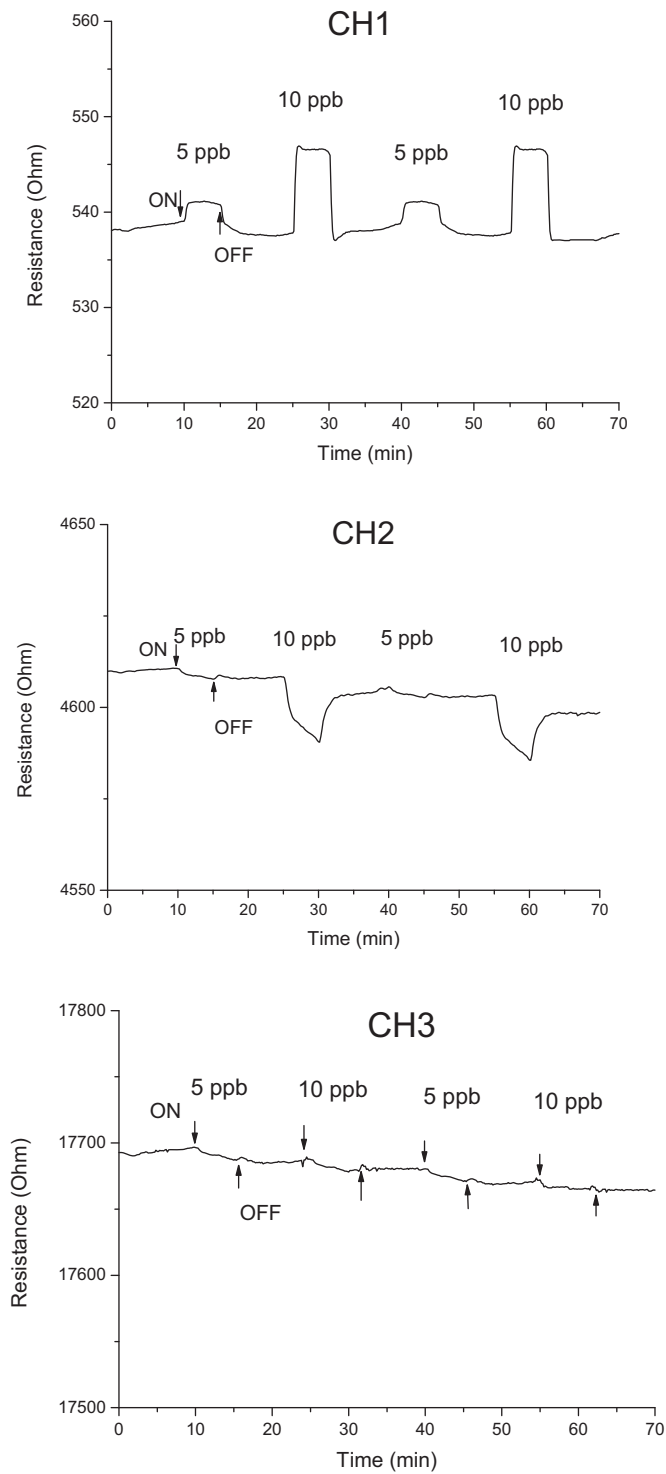 CH1
560
550
540
530
520
Resistance (Ohm)
10 ppb
10 ppb
5 ppb
5 ppb
ON
OFF
0
10
20
30
40
50
60
70
Time (min)
CH2
4650
4600
4550
Resistance (Ohm)
ON
5 ppb
10 ppb
5 ppb
10 ppb
OFF
0
10
20
30
40
50
60
70
Time (min)
CH3
17800
17700
17600
17500
Resistance (Ohm)
5 ppb
10 ppb
5 ppb
10 ppb
ON
OFF
0
10
20
30
40
50
60
70
Time (min)